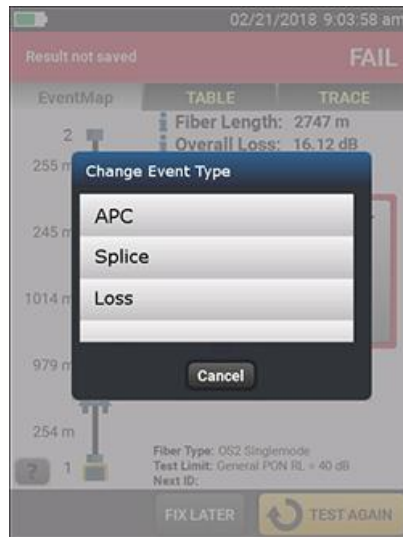 02/21/2018 9:03:58 am
Result not saved
FAIL
EventMap
TABLE
TRACE
2
Fiber Length: 2747 m
Overall Loss: 16.12 dB
255 m
Change Event Type
APC
245 m
Splice
1014 m
Loss
979 m
Cancel
254 m
1
Fiber Type: OS2 Singlemode
Test Limit: General PON RL = 40 dB
Next ID:
?
FIX LATER
TEST AGAIN